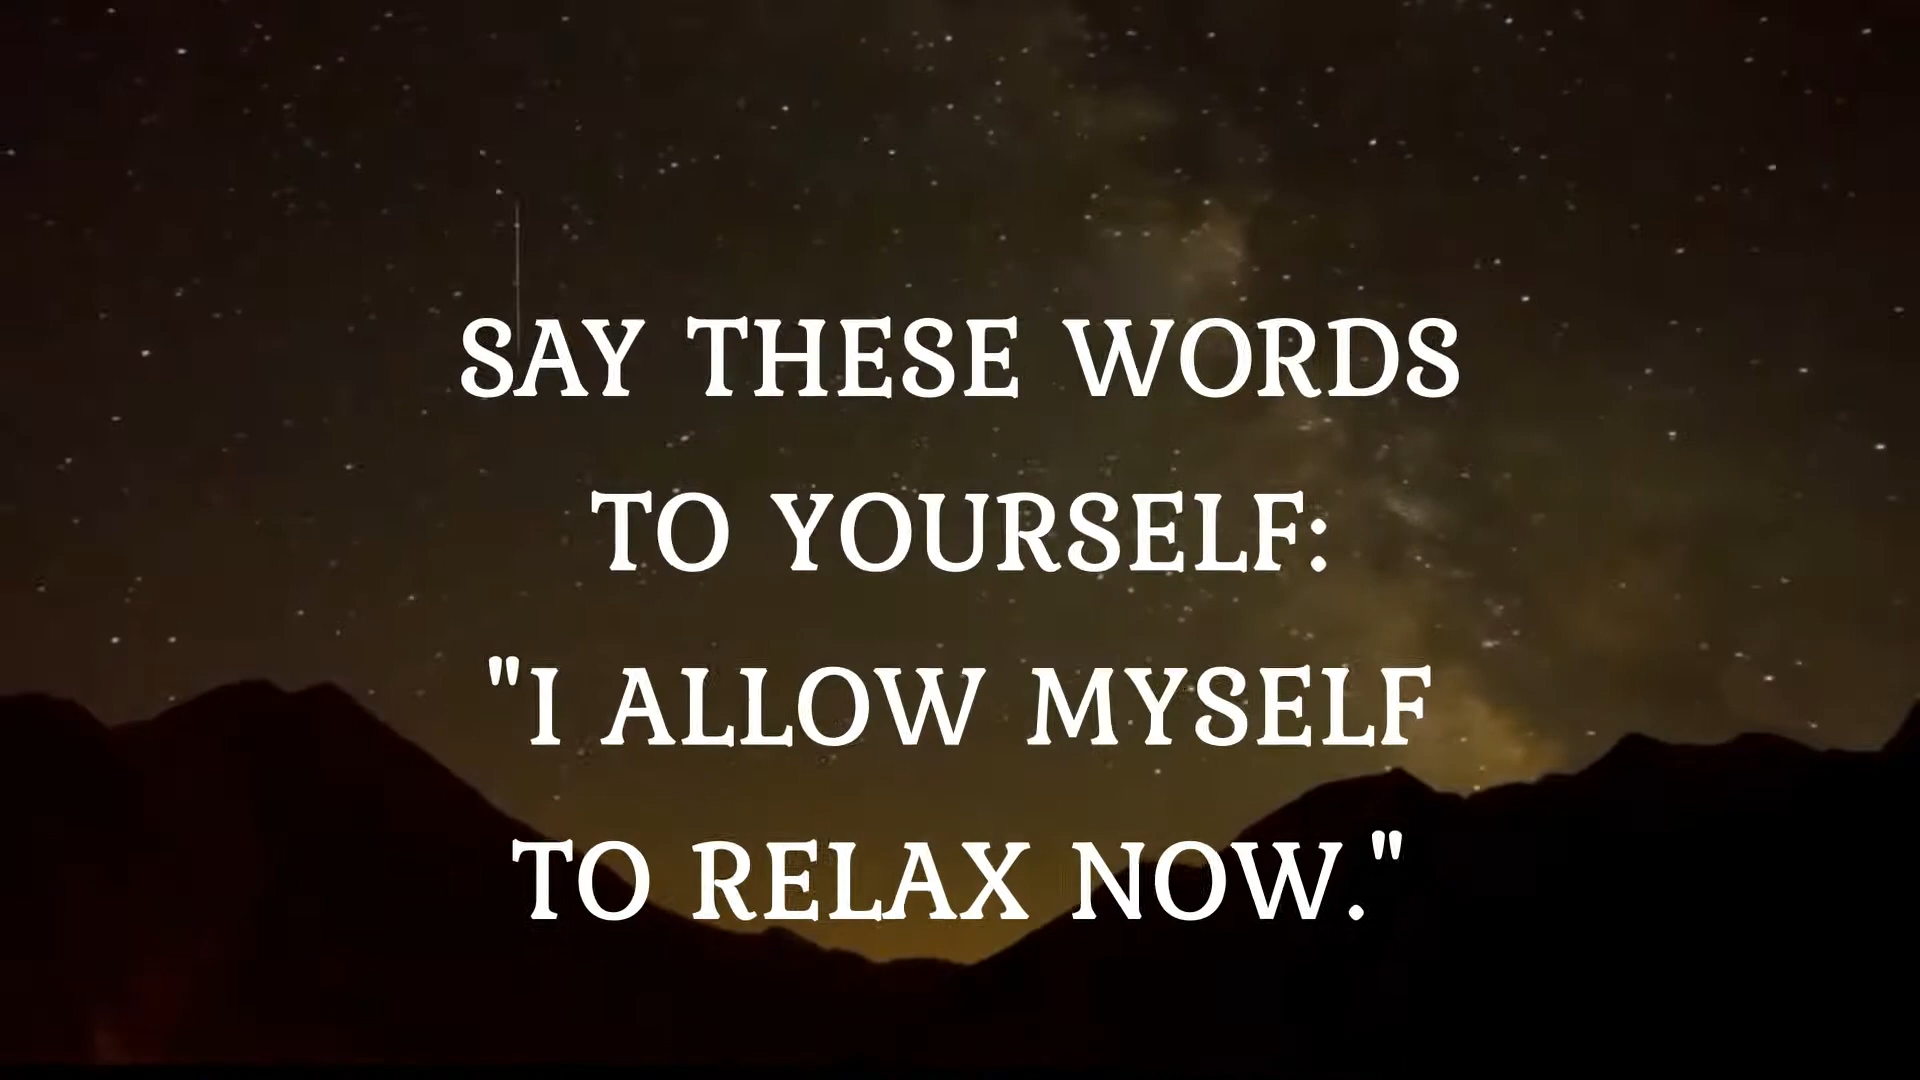 SAY THESE WORDS
TO YOURSELF:
"I ALLOW MYSELF
TO RELAX NOW."